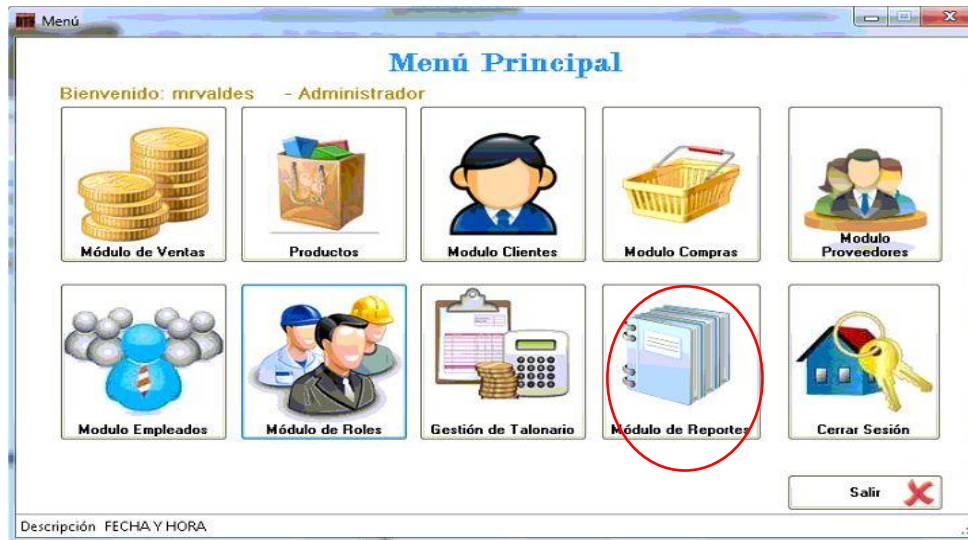 Menú
Menú Principal
Bienvenido: mrvaldes - Administrador
Módulo de Ventas
Productos
Modulo Clientes
Modulo Compras
Modulo
Proveedores
Modulo Empleados
Módulo de Roles
Gestión de Talonario
Módulo de Reportes
Cerrar Sesión
Salir
Descripción FECHA Y HORA